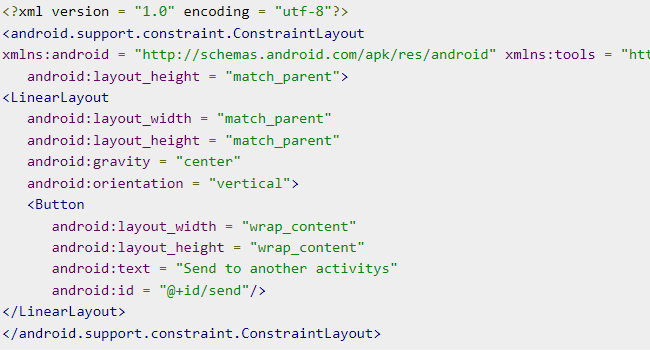 <?xml version = "1.0" encoding = "utf-8"?>
<android.support.constraint.ConstraintLayout
xmlns:android = "http://schemas.android.com/apk/res/android" xmlns:tools = "htt
android:layout_height = "match_parent">
<LinearLayout
android:layout_width = "match_parent"
android:layout_height = "match_parent"
android:gravity = "center"
android:orientation = "vertical">
<Button
android:layout_width = "wrap_content"
android:layout_height = "wrap_content"
android:text = "Send to another activitys"
android:id = "@+id/send"/>
</LinearLayout>
</android.support.constraint.ConstraintLayout>